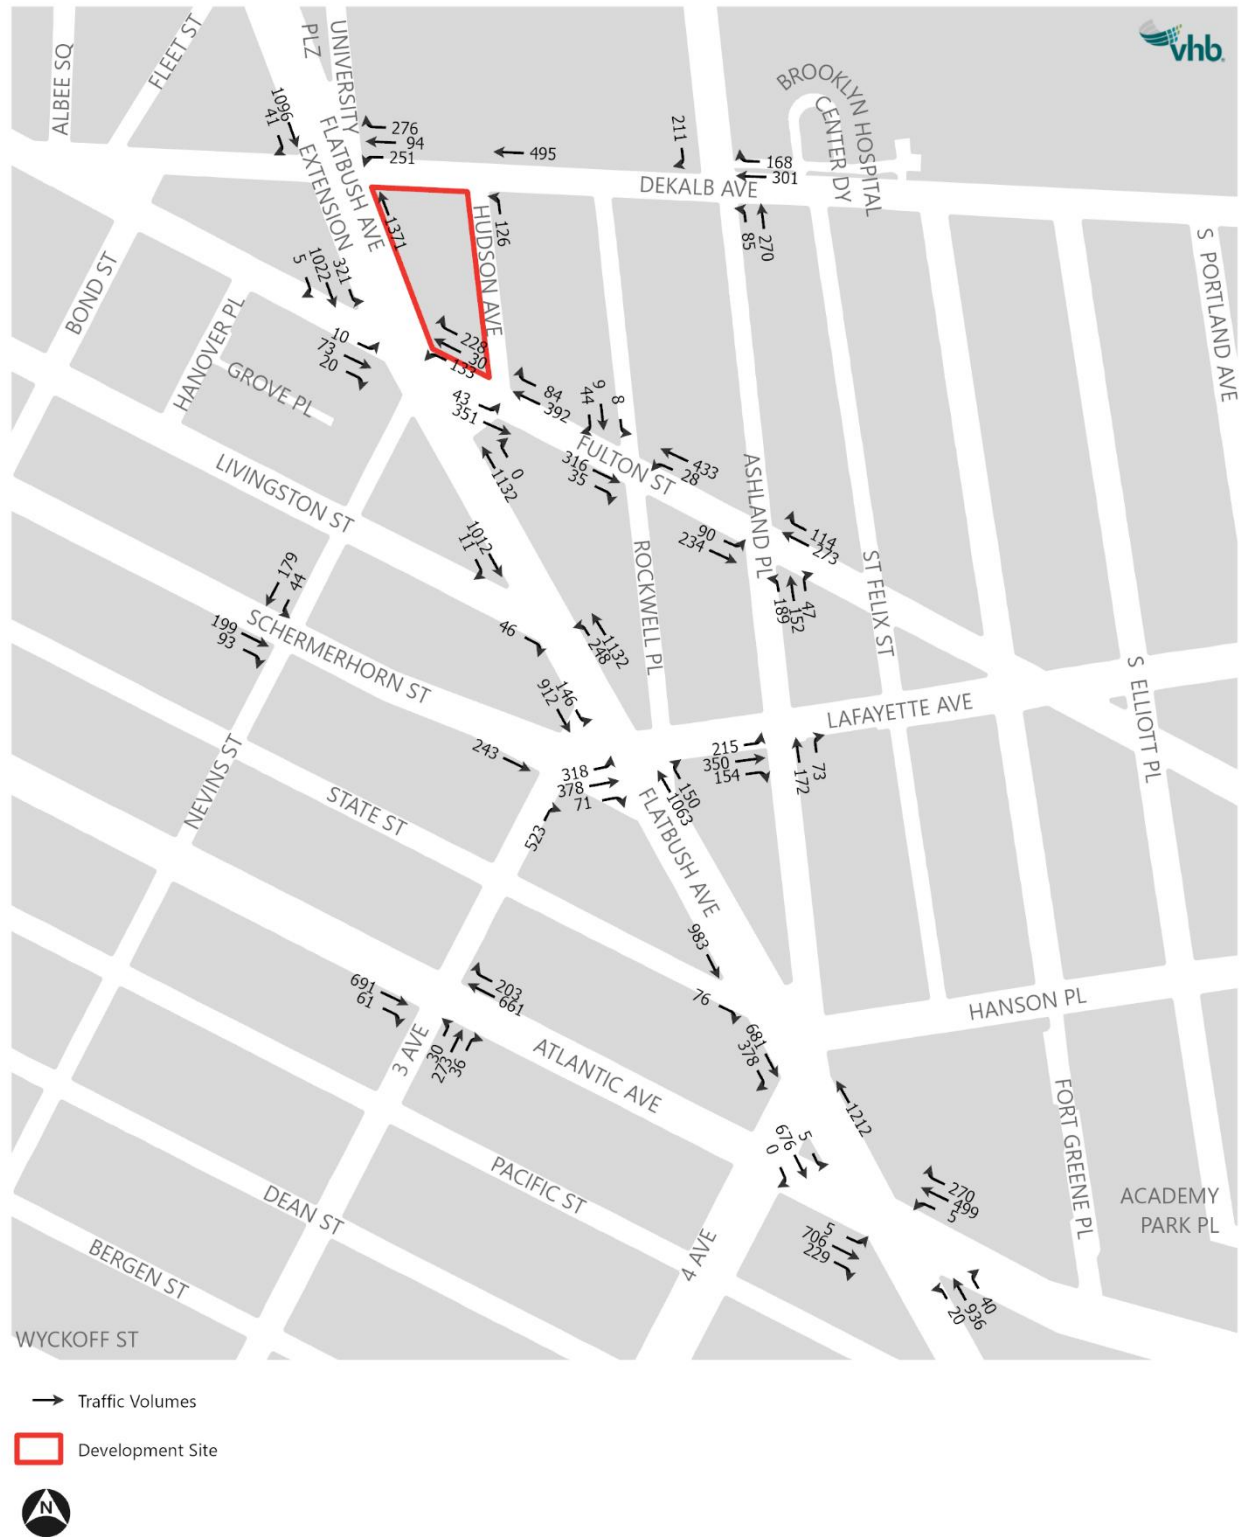 ALBEE SQ
FLEET ST
UNIVERSITY
PLZ
vhb.
BROOKLYN HOSPITAL
CENTER DY
1096
41
276
94
251
495
211
168
301
DEKALB AVE
85
270
FLATBUSH AVE
EXTENSION
1371
HUDSON AVE
126
S PORTLAND AVE
BOND ST
HANOVER PL
GROVE PL
5
1022
321
10
73
20
228
30
133
43
351
84
392
9
44
8
FULTON ST
316
35
433
28
0
1132
LIVINGSTON ST
ASHLAND PL
90
234
114
273
ST FELIX ST
189
152
47
1012
11
ROCKWELL PL
179
44
199
93
SCHERMERHORN ST
46
1132
248
146
912
243
S ELLIOTT PL
LAFAYETTE AVE
NEVINS ST
STATE ST
318
378
71
215
350
154
172
73
150
1063
523
FLATBUSH AVE
983
76
HANSON PL
691
61
203
661
3 AVE
30
273
36
ATLANTIC AVE
681
378
1212
FORT GREENE PL
5
676
0
270
499
5
ACADEMY
PARK PL
PACIFIC ST
DEAN ST
BERGEN ST
4 AVE
5
706
229
20
936
40
WYCKOFF ST
Traffic Volumes
Development Site
N